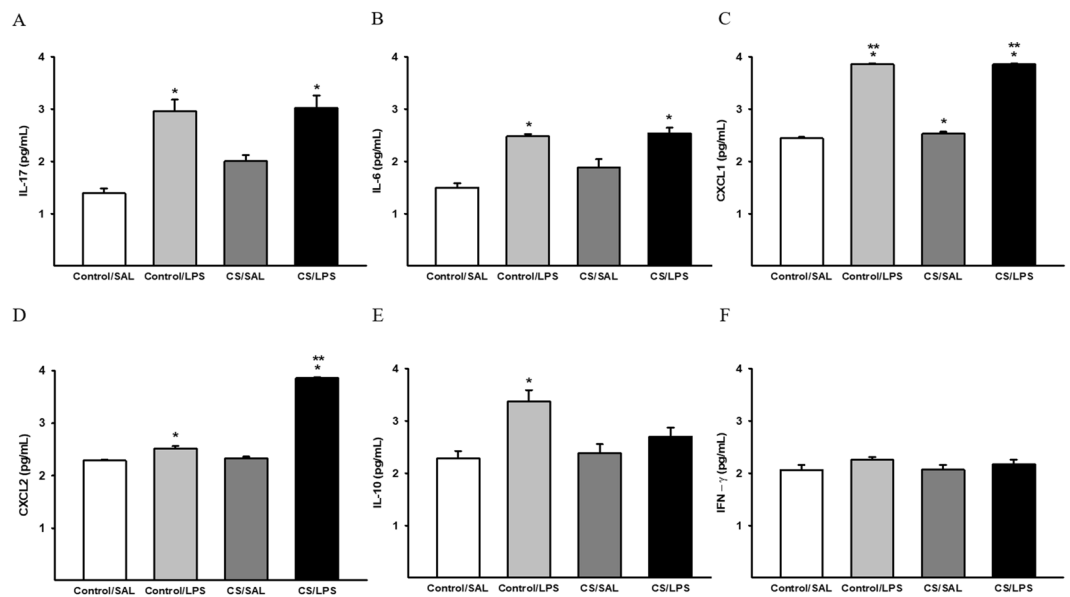 A
IL-17 (pg/mL)
4
3
2
1
*
*
Control/SAL Control/LPS CS/SAL CS/LPS
B
IL-6 (pg/mL)
4
3
2
1
*
*
Control/SAL Control/LPS CS/SAL CS/LPS
C
CXCL1 (pg/mL)
4
3
2
1
**
*
*
**
*
Control/SAL Control/LPS CS/SAL CS/LPS
D
CXCL2 (pg/mL)
4
3
2
1
*
**
*
Control/SAL Control/LPS CS/SAL CS/LPS
E
IL-10 (pg/mL)
4
3
2
1
*
Control/SAL Control/LPS CS/SAL CS/LPS
F
IFN – γ (pg/mL)
4
3
2
1
Control/SAL Control/LPS CS/SAL CS/LPS